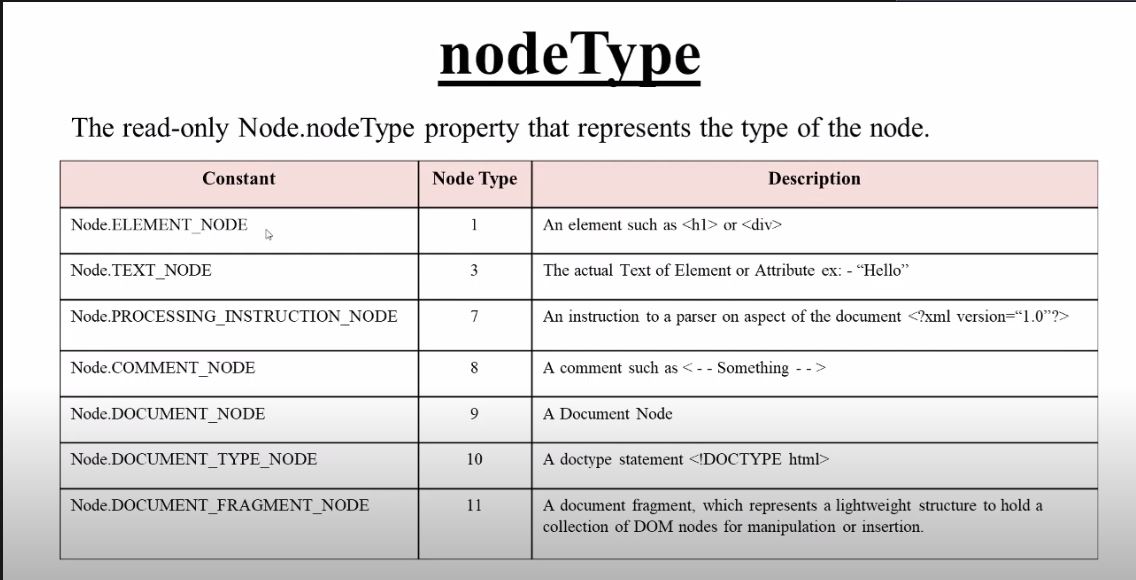 nodeType
The read-only Node.nodeType property that represents the type of the node.
Constant Node Type Description
Node.ELEMENT_NODE 1 An element such as <h1> or <div>
Node.TEXT_NODE 3 The actual Text of Element or Attribute ex: - “Hello”
Node.PROCESSING_INSTRUCTION_NODE 7 An instruction to a parser on aspect of the document <?xml version=“1.0”?>
Node.COMMENT_NODE 8 A comment such as < - - Something - - >
Node.DOCUMENT_NODE 9 A Document Node
Node.DOCUMENT_TYPE_NODE 10 A doctype statement <!DOCTYPE html>
Node.DOCUMENT_FRAGMENT_NODE 11 A document fragment, which represents a lightweight structure to hold a
collection of DOM nodes for manipulation or insertion.